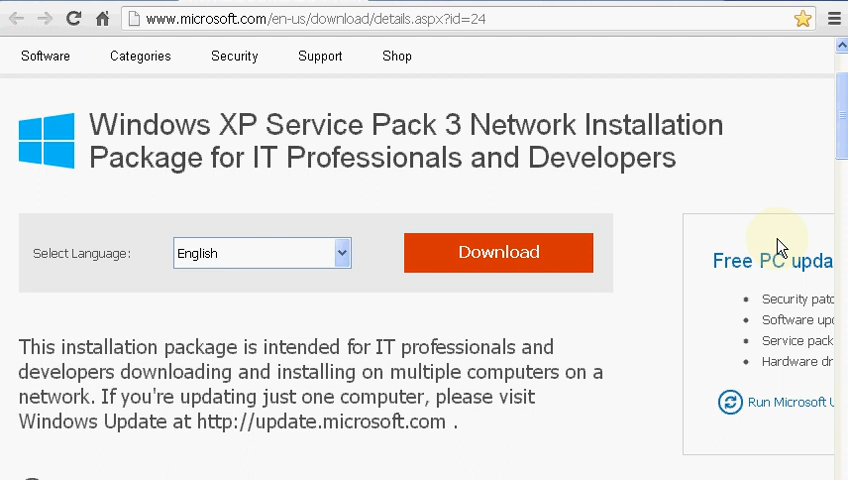 www.microsoft.com/en-us/download/details.aspx?id=24
Software Categories Security Support Shop
Windows XP Service Pack 3 Network Installation
Package for IT Professionals and Developers
Select Language: English Download
Free PC upda
Security patc
Software upd
Service pack
Hardware dr
Run Microsoft U
This installation package is intended for IT professionals and
developers downloading and installing on multiple computers on a
network. If you're updating just one computer, please visit
Windows Update at http://update.microsoft.com .